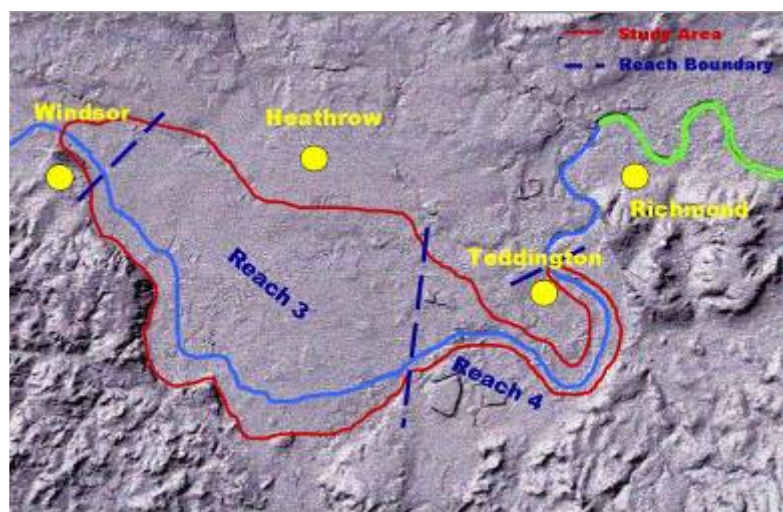 Study Area
Reach Boundary
Windsor
Heathrow
Richmond
Teddington
Reach 3
Reach 4